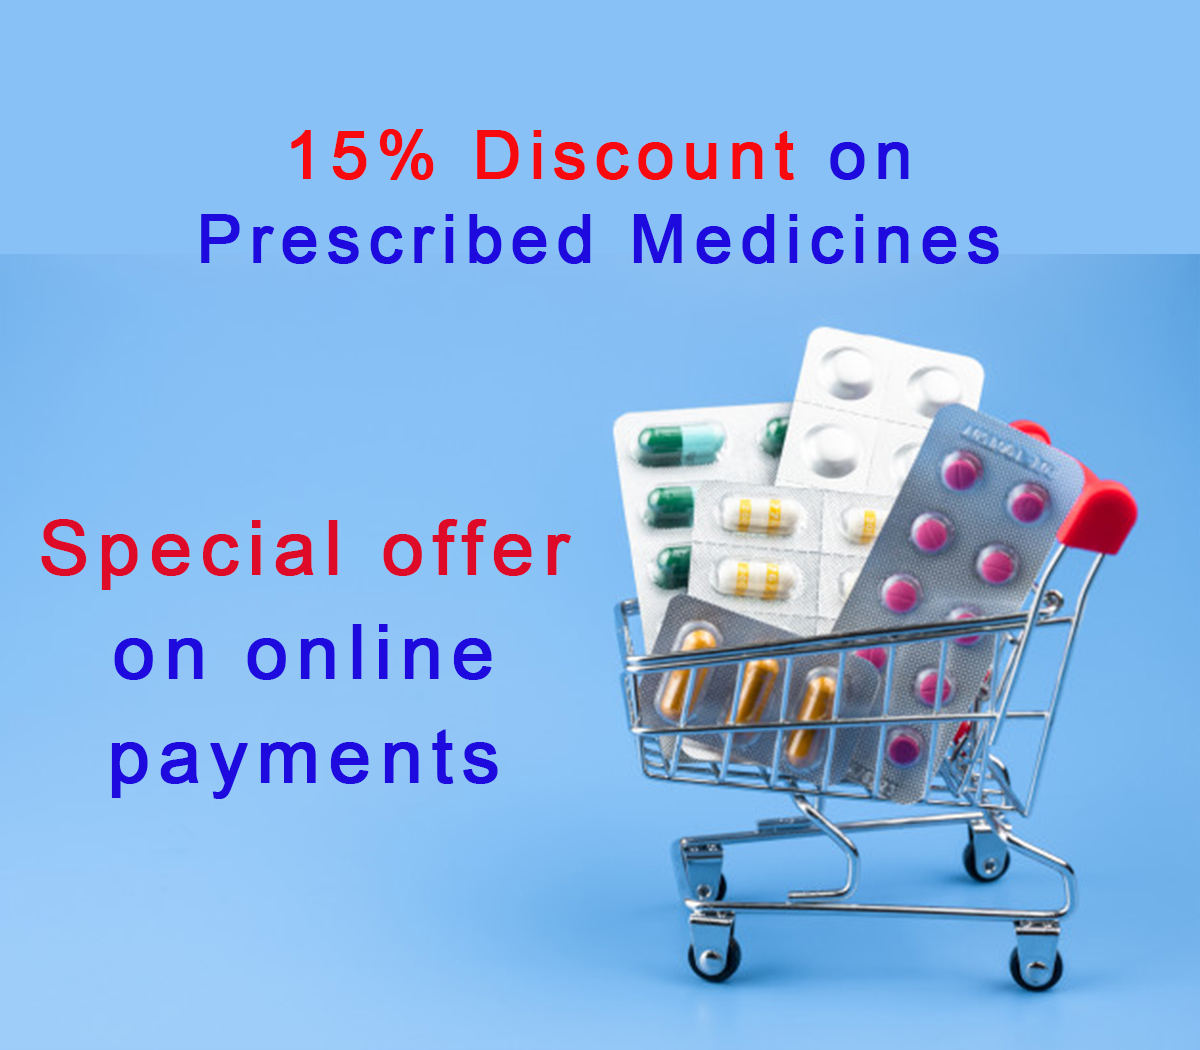 15% Discount on
Prescribed Medicines
Special offer
on online
payments